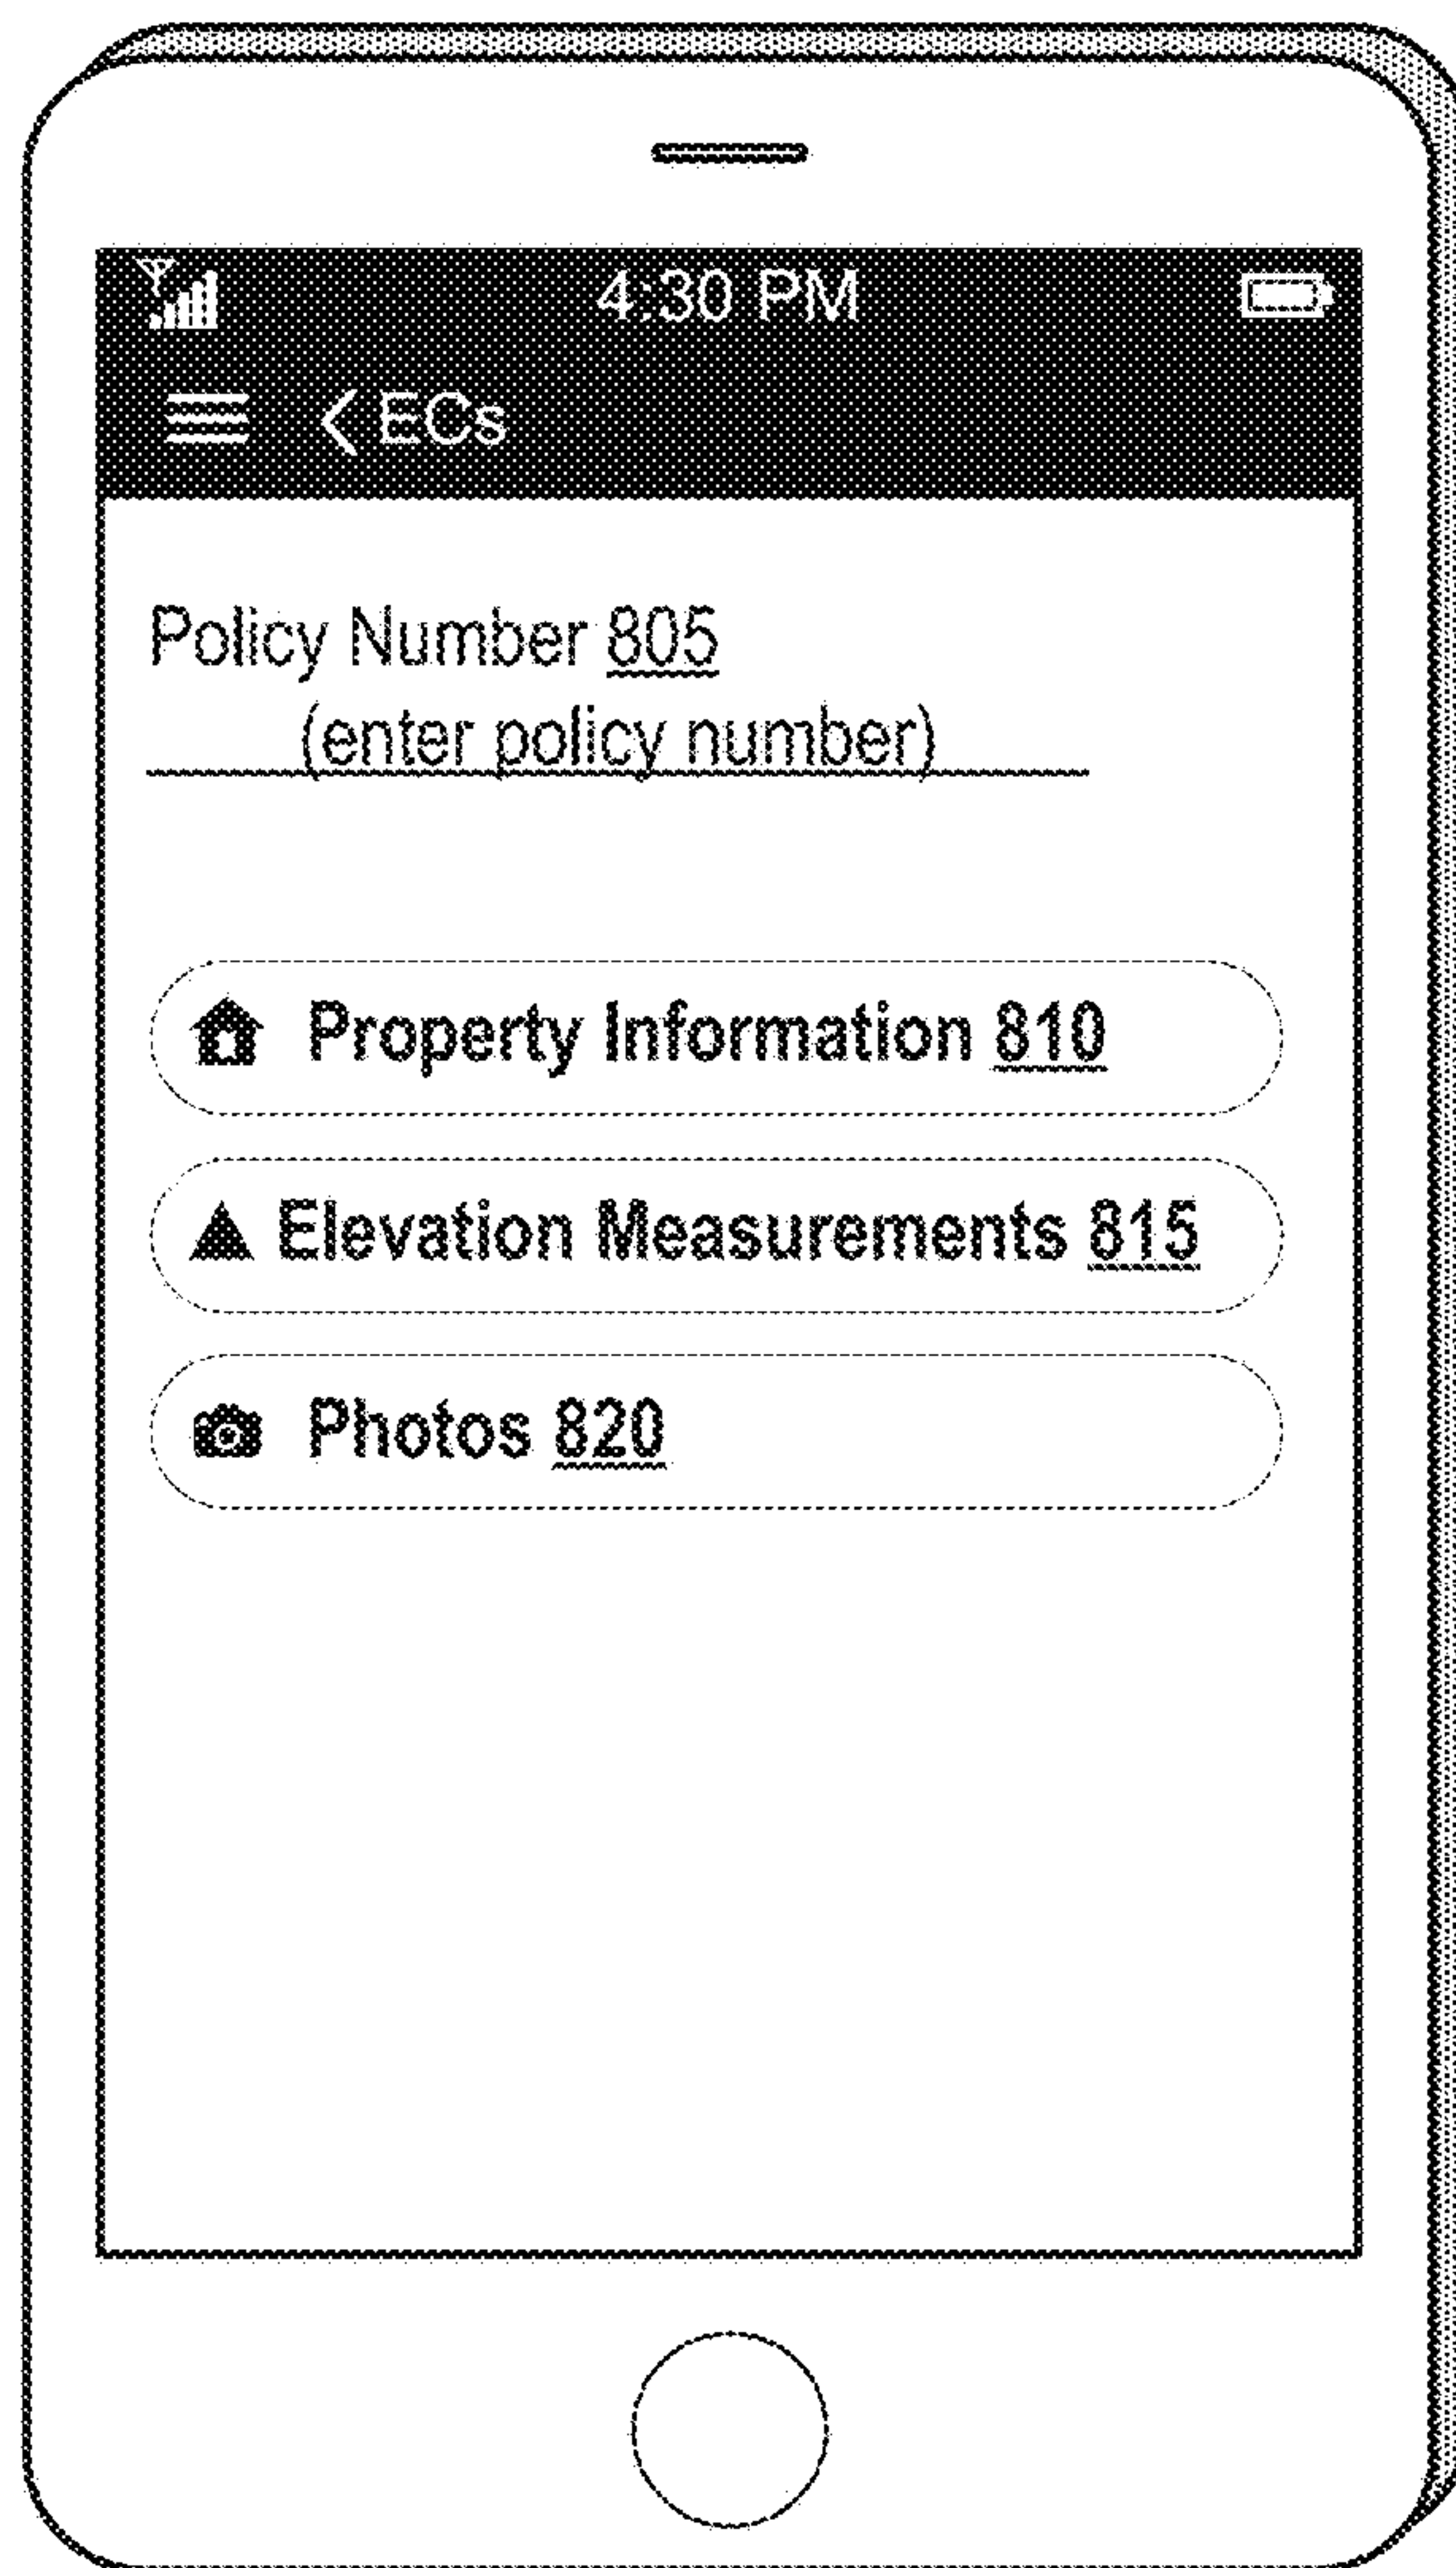 4:30 PM
< ECs
Policy Number 805
(enter policy number)
Property Information 810
Elevation Measurements 815
Photos 820